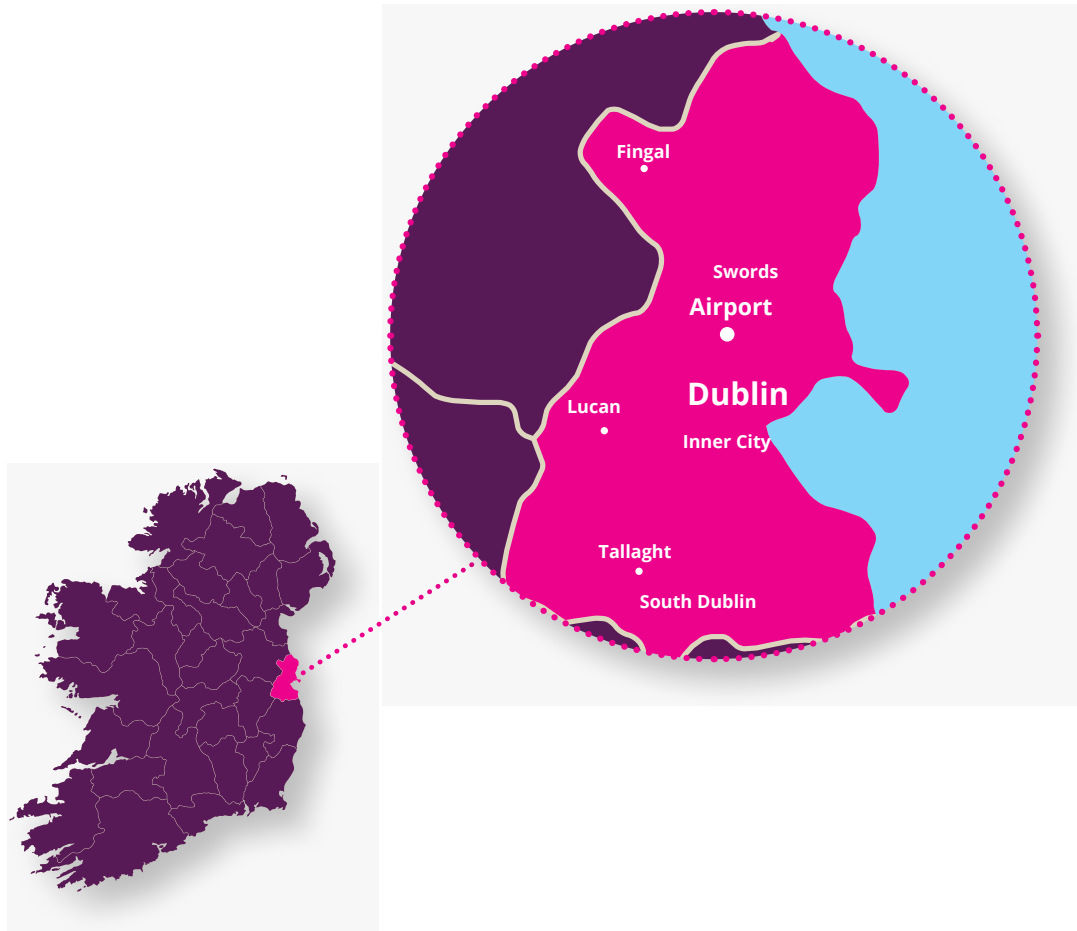 Fingal
Swords
Airport
Dublin
Lucan
Inner City
Tallaght
South Dublin